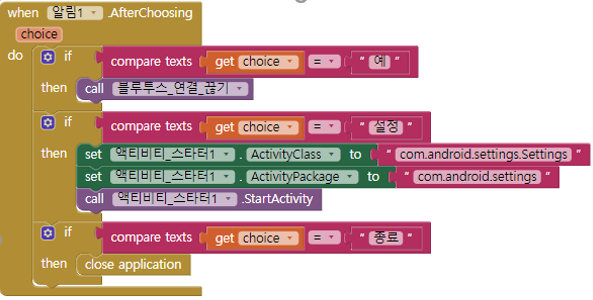 when 알림1 .AfterChoosing
choice
do if compare texts get choice = " 예 "
then call 블루투스_연결_끊기
if compare texts get choice = " 설정 "
then set 액티비티_스타터1 . ActivityClass to " com.android.settings.Settings "
set 액티비티_스타터1 . ActivityPackage to " com.android.settings "
call 액티비티_스타터1 .StartActivity
if compare texts get choice = " 종료 "
then close application